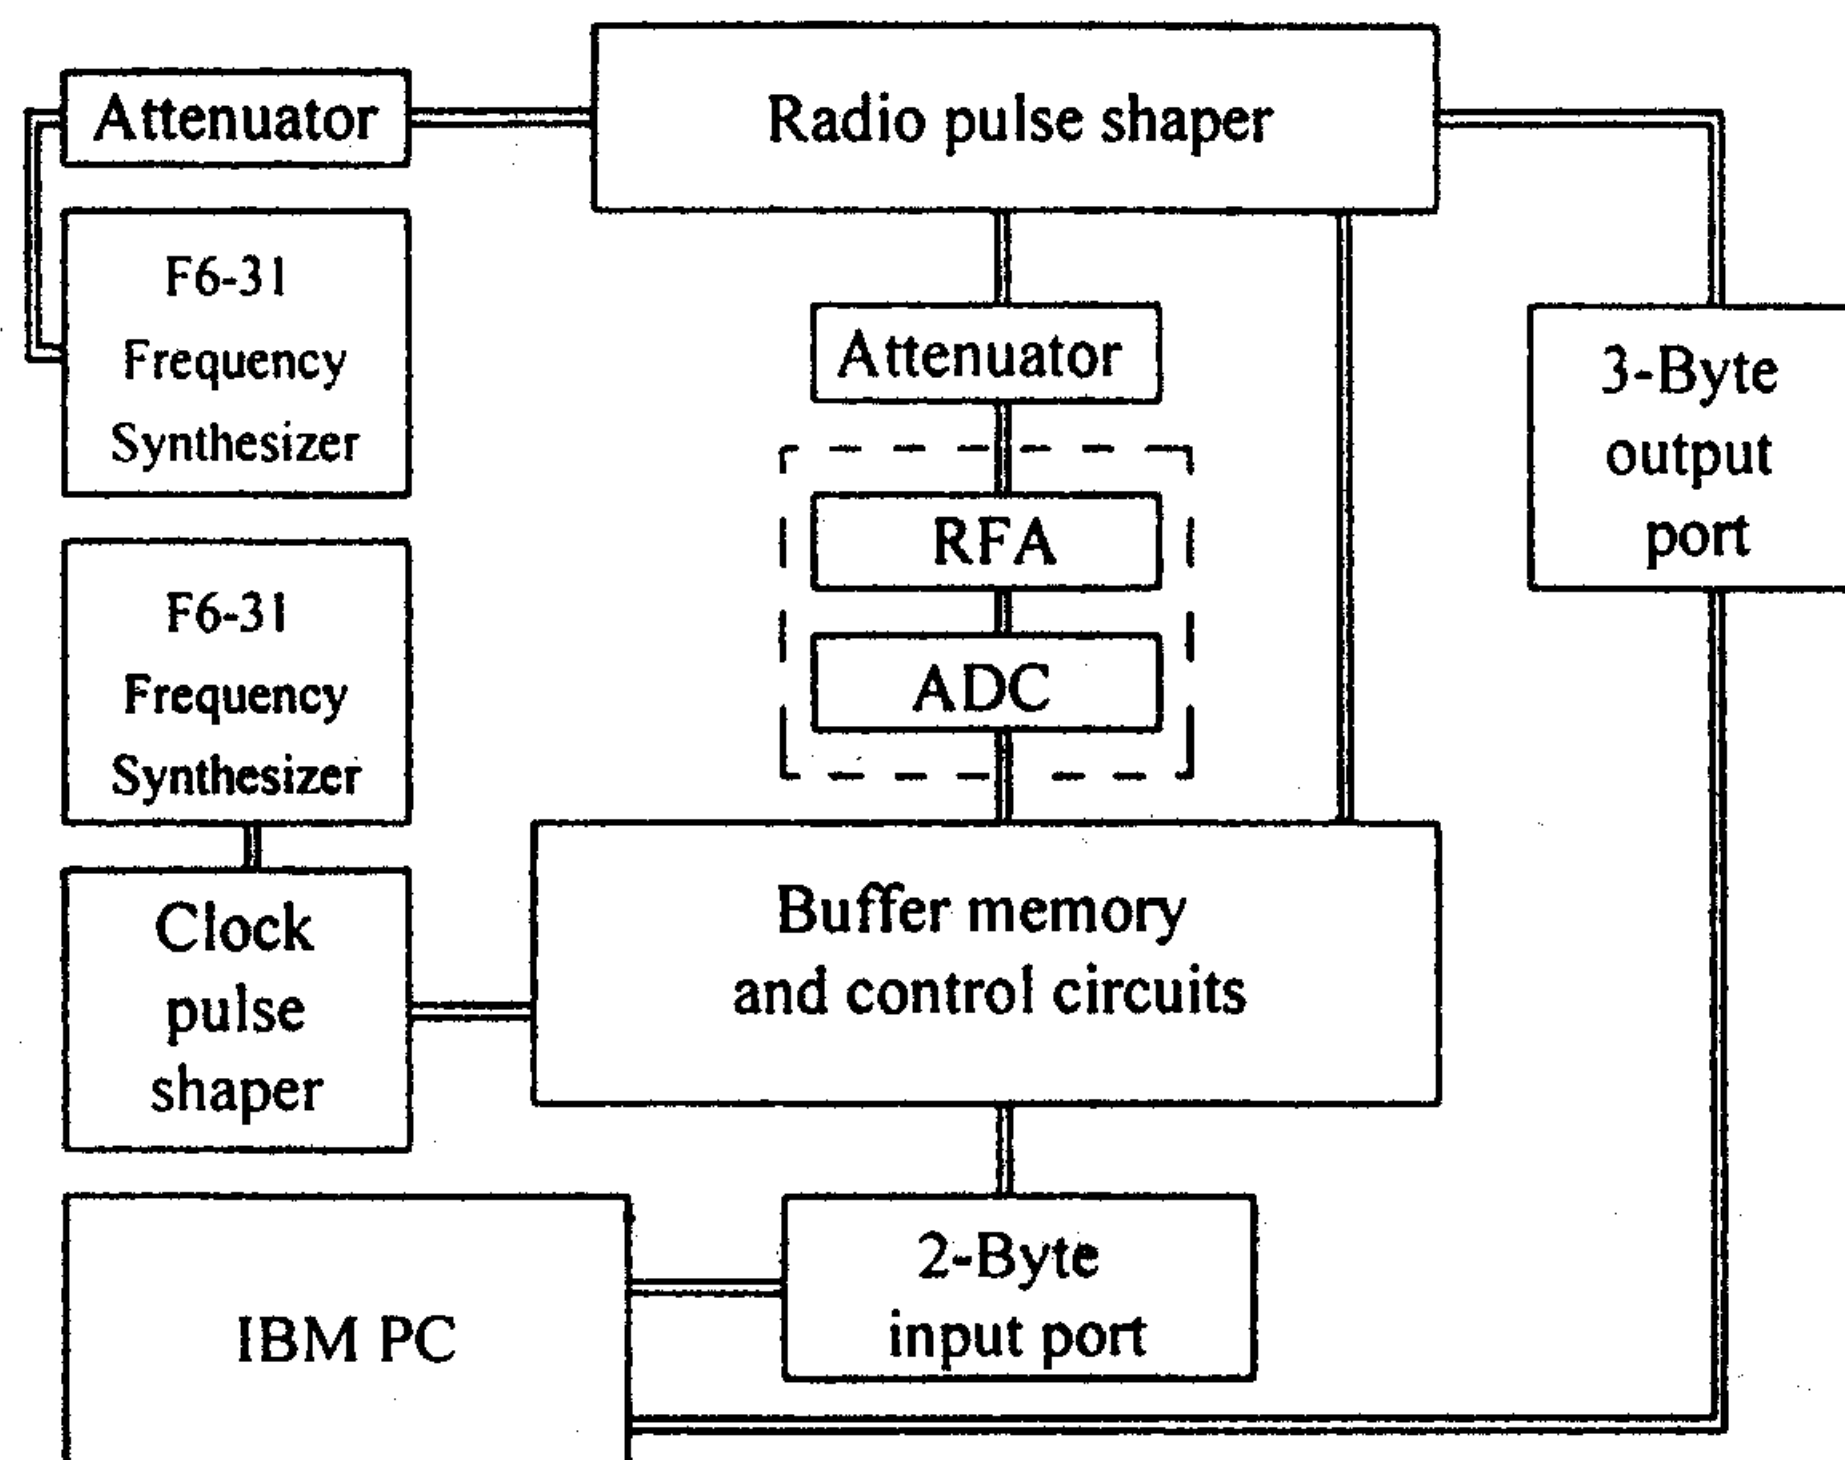 Attenuator
Radio pulse shaper
F6-31
Frequency
Synthesizer
Attenuator
3-Byte
output
port
RFA
F6-31
Frequency
Synthesizer
ADC
Clock
pulse
shaper
Buffer memory
and control circuits
2-Byte
input port
IBM PC